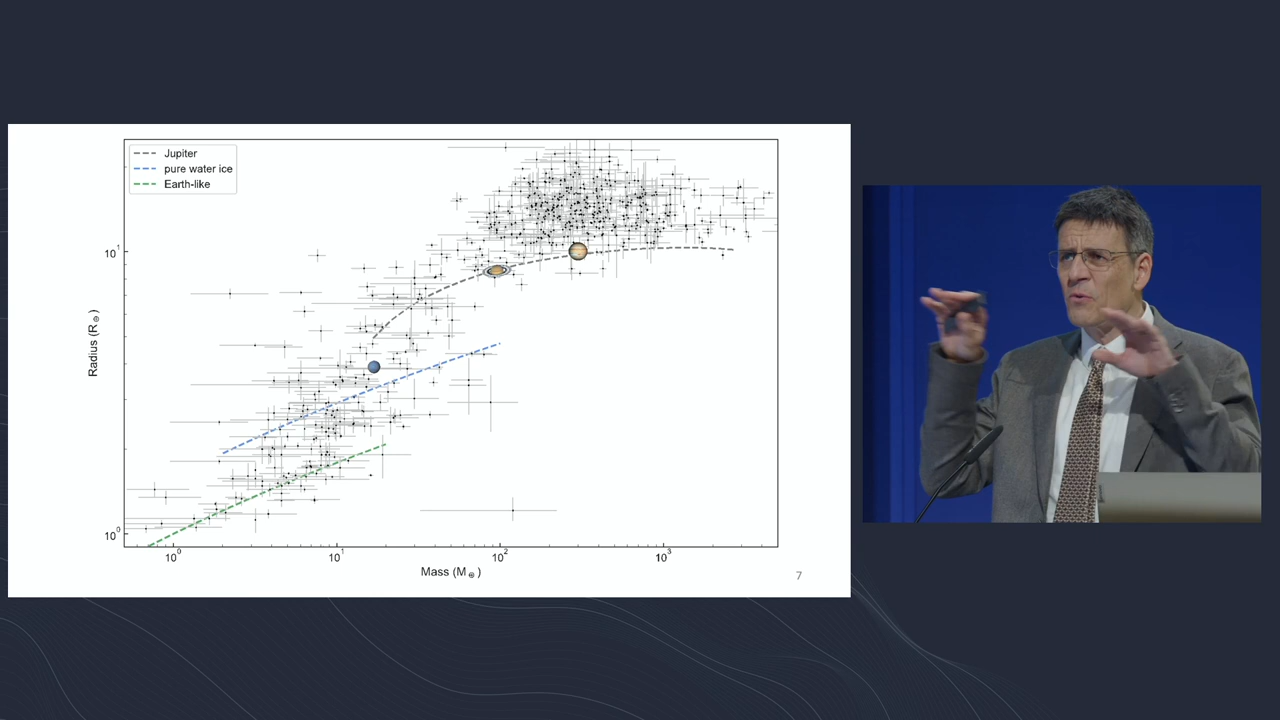 Jupiter
pure water ice
Earth-like
10¹
10⁰
Radius (R⊕)
10⁰
10¹
10²
10³
Mass (M⊕)
7